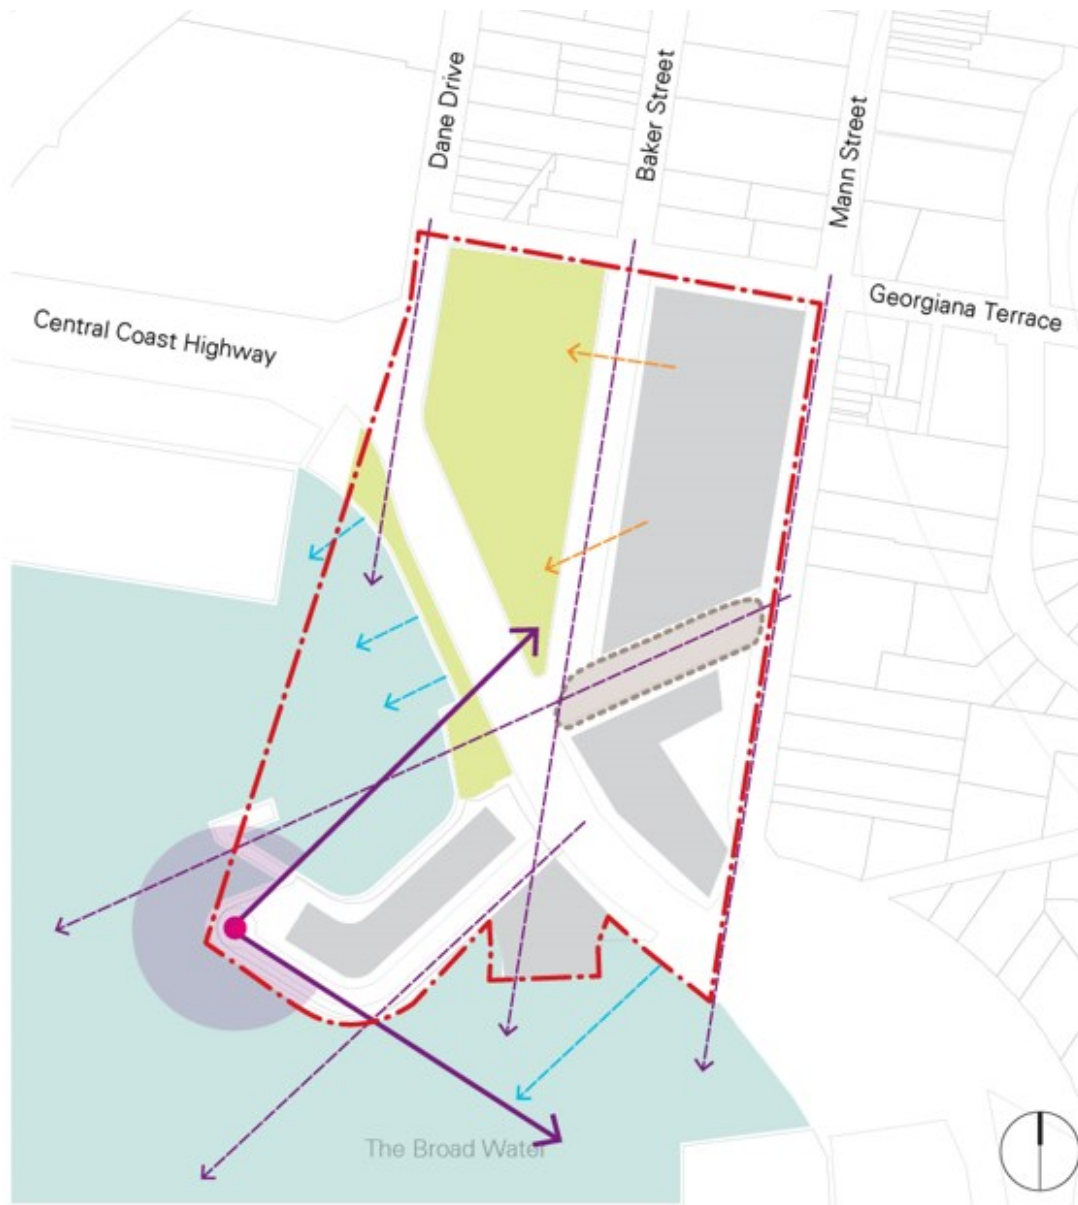 Dane Drive
Baker Street
Mann Street
Georgiana Terrace
Central Coast Highway
The Broad Water